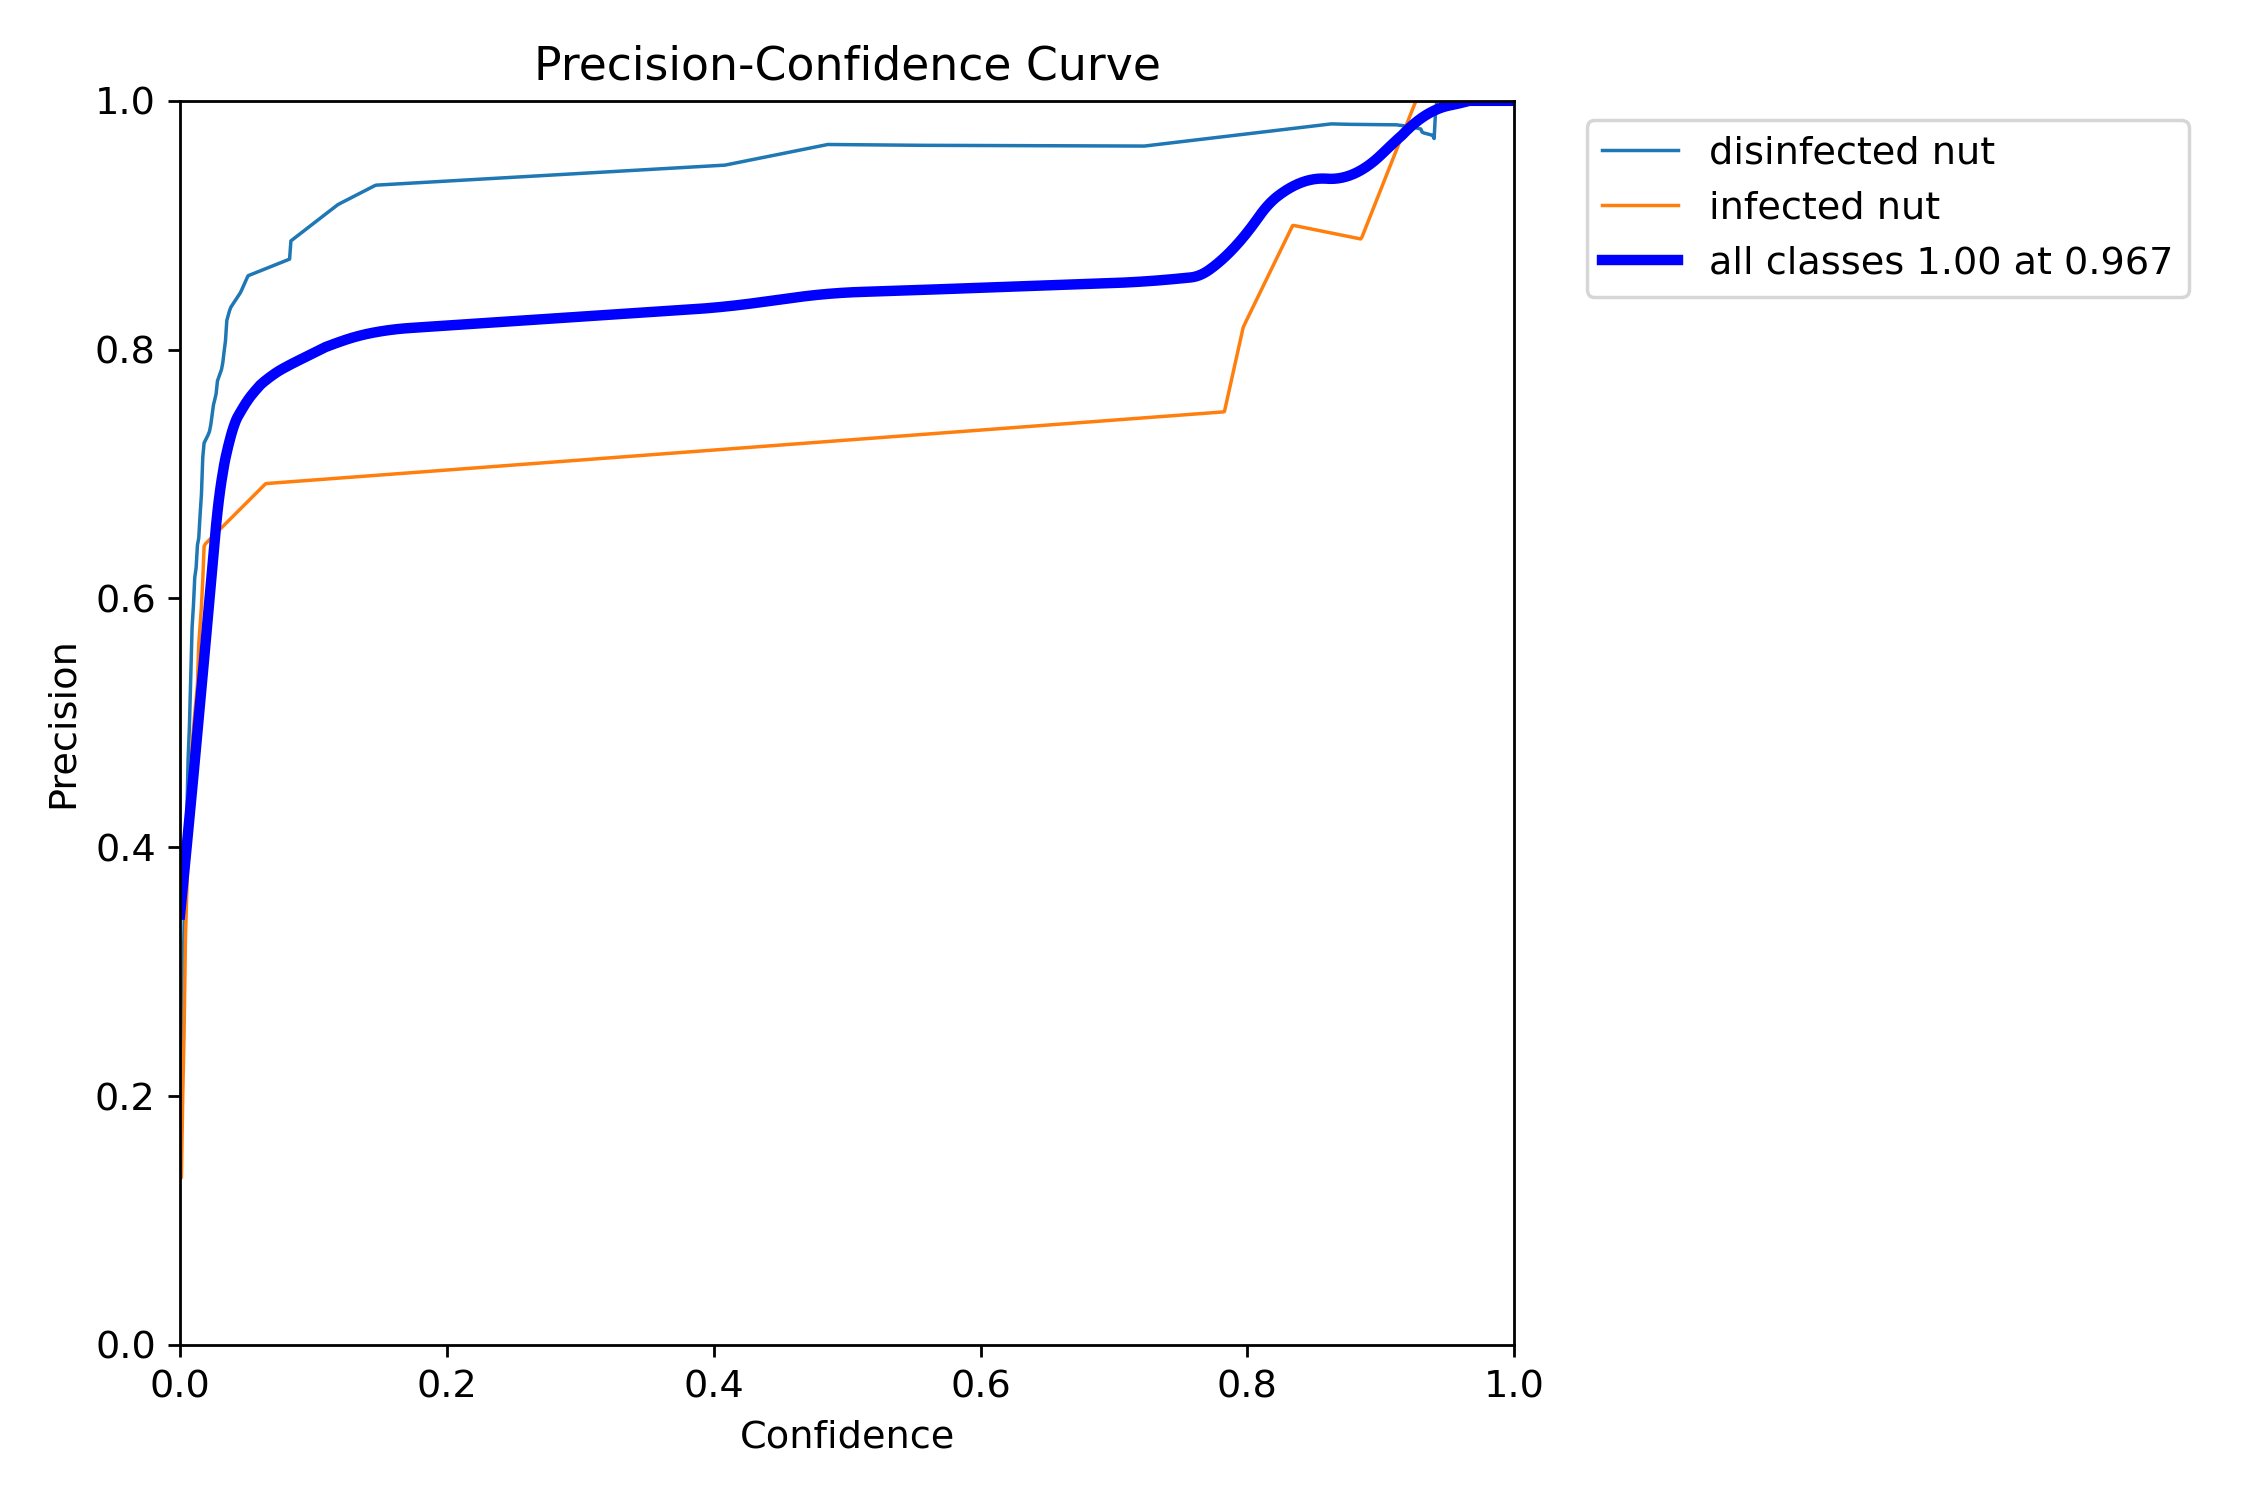 Precision-Confidence Curve
1.0
0.8
0.6
0.4
0.2
0.0
Precision
0.0 0.2 0.4 0.6 0.8 1.0
Confidence
disinfected nut
infected nut
all classes 1.00 at 0.967